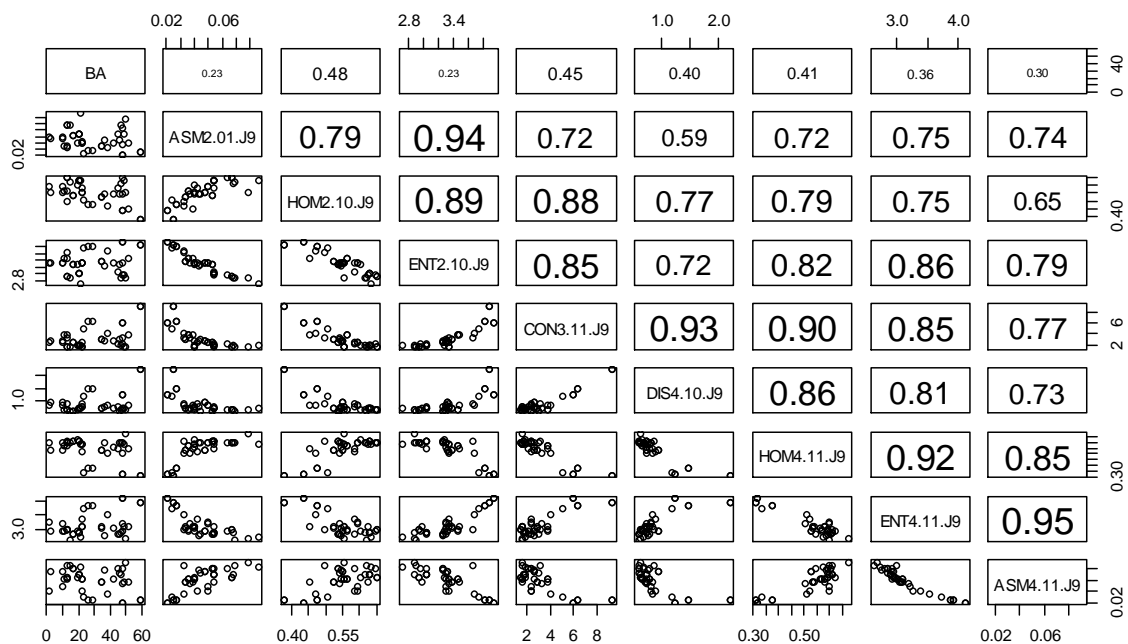 0.02 0.06 2.8 3.4 1.0 2.0 3.0 4.0
BA 0.23 0.48 0.23 0.45 0.40 0.41 0.36 0.30 0 40
0.02 ASM2.01.J9 0.79 0.94 0.72 0.59 0.72 0.75 0.74
HOM2.10.J9 0.89 0.88 0.77 0.79 0.75 0.65 0.40
2.8 ENT2.10.J9 0.85 0.72 0.82 0.86 0.79
CON3.11.J9 0.93 0.90 0.85 0.77 2 6
1.0 DIS4.10.J9 0.86 0.81 0.73
HOM4.11.J9 0.92 0.85 0.30
3.0 ENT4.11.J9 0.95
ASM4.11.J9 0.02
0 20 40 60 0.40 0.55 2 4 6 8 0.30 0.50 0.02 0.06